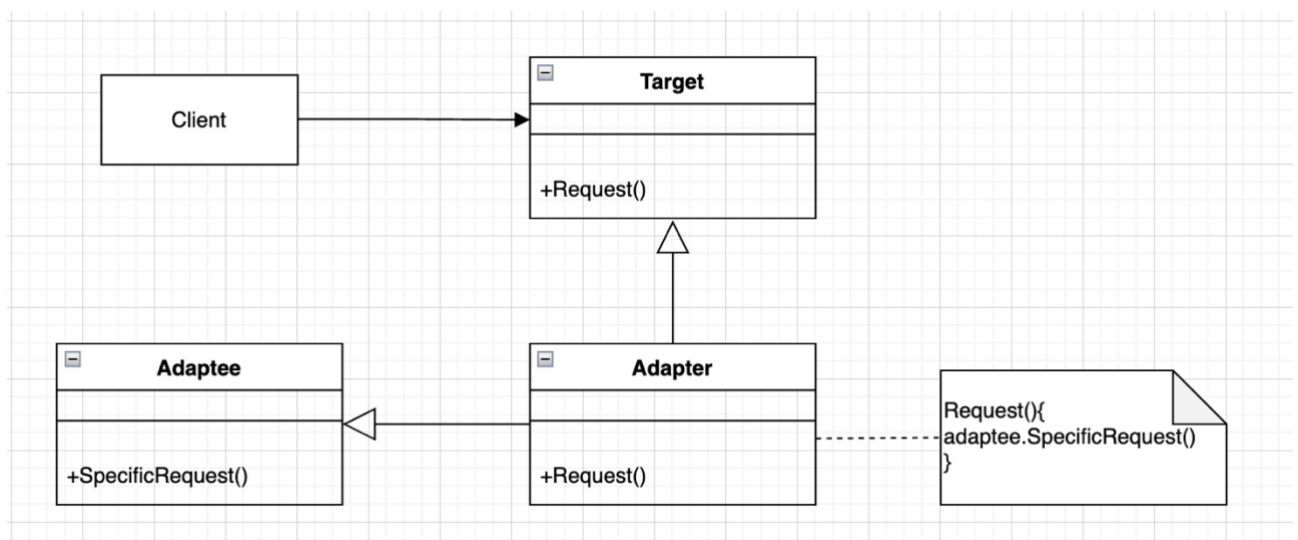 Client
Target
+Request()
Adaptee
+SpecificRequest()
Adapter
+Request()
Request(){
adaptee.SpecificRequest()
}